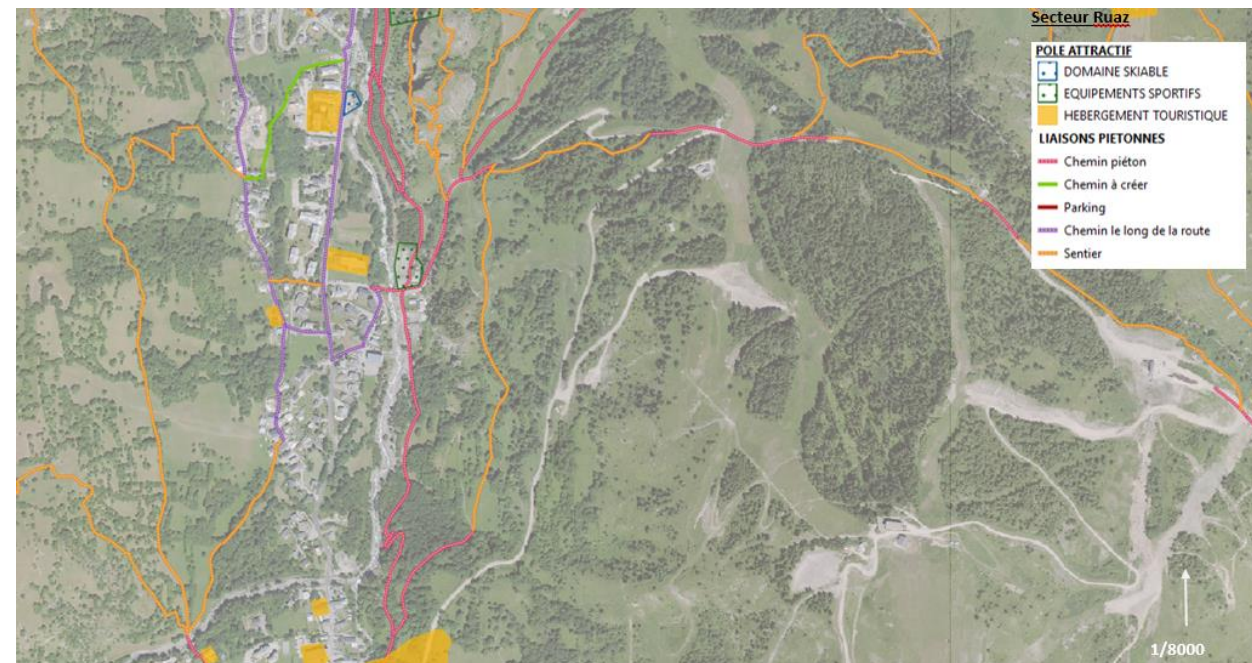 Secteur Ruaz
POLE ATTRACTIF
DOMAINE SKIABLE
EQUIPEMENTS SPORTIFS
HEBERGEMENT TOURISTIQUE
LIAISONS PIETONNES
Chemin piéton
Chemin à créer
Parking
Chemin le long de la route
Sentier
1/8000